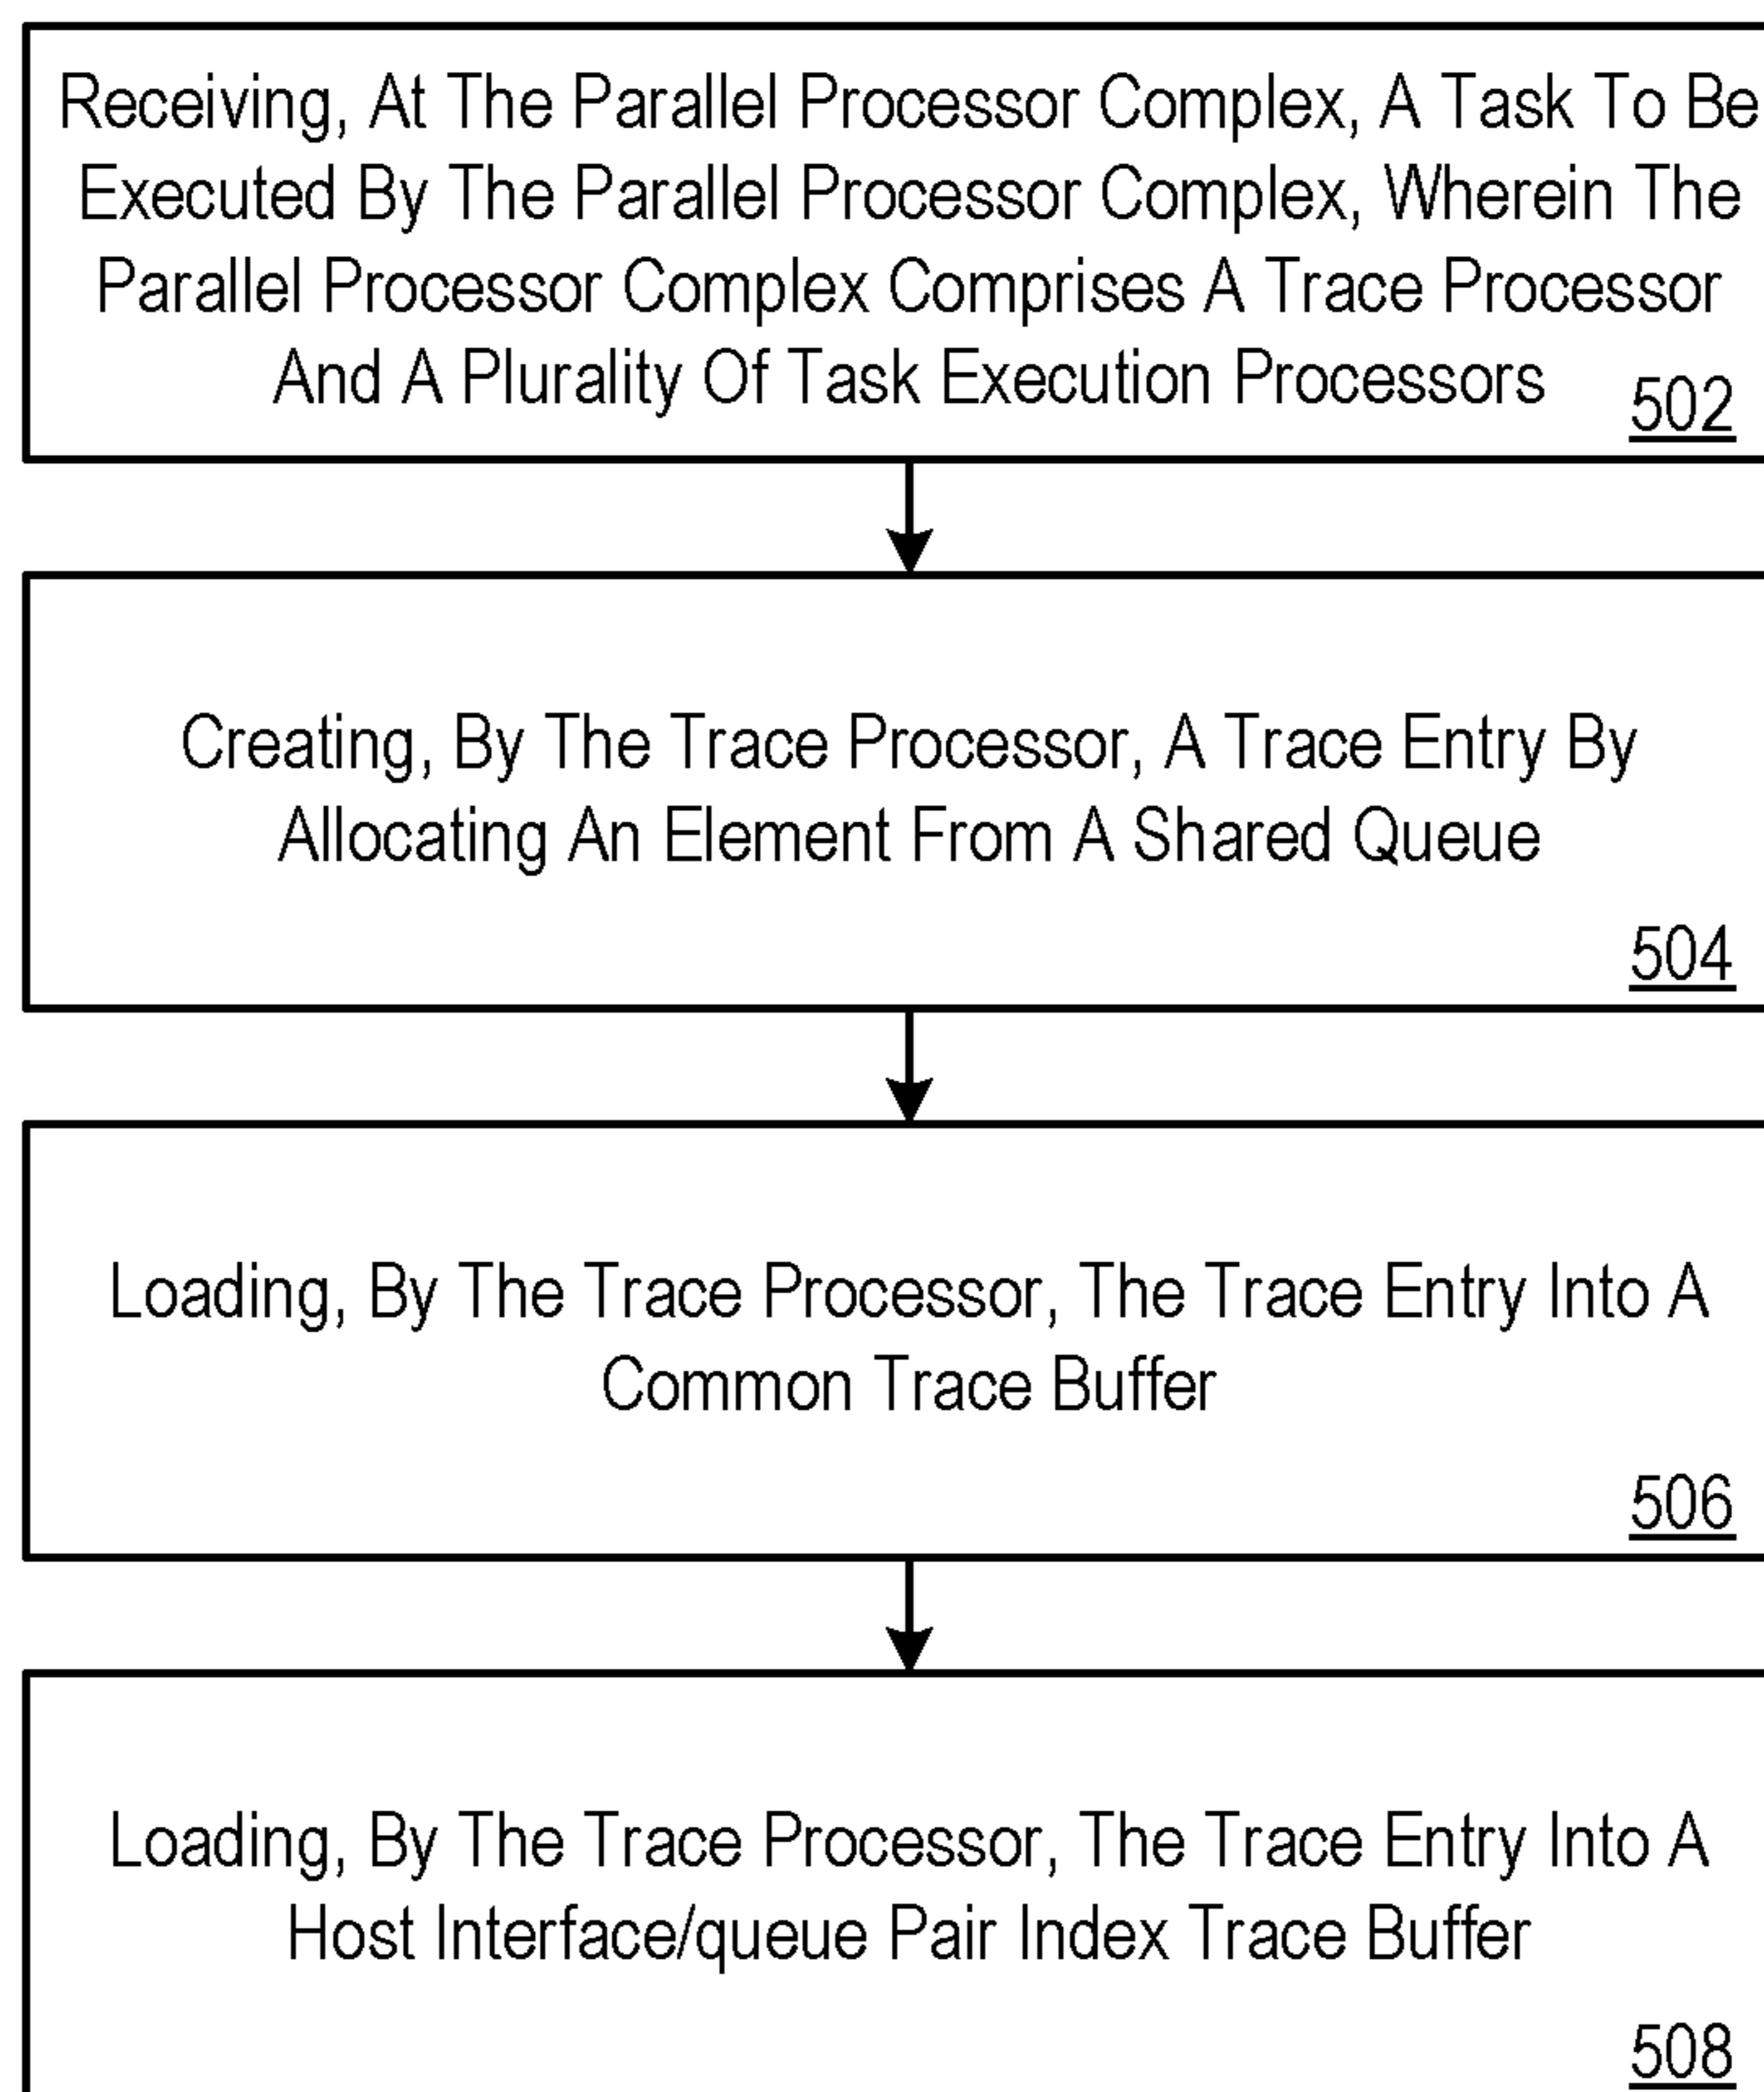 Receiving, At The Parallel Processor Complex, A Task To Be
Executed By The Parallel Processor Complex, Wherein The
Parallel Processor Complex Comprises A Trace Processor
And A Plurality Of Task Execution Processors
502
Creating, By The Trace Processor, A Trace Entry By
Allocating An Element From A Shared Queue
504
Loading, By The Trace Processor, The Trace Entry Into A
Common Trace Buffer
506
Loading, By The Trace Processor, The Trace Entry Into A
Host Interface/queue Pair Index Trace Buffer
508